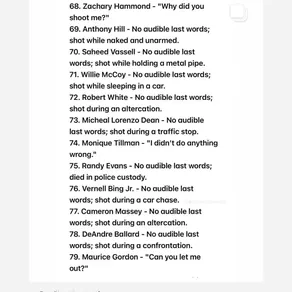 68. Zachary Hammond - "Why did you
shoot me?"
69. Anthony Hill - No audible last words;
shot while naked and unarmed.
70. Saheed Vassell - No audible last
words; shot while holding a metal pipe.
71. Willie McCoy - No audible last words;
shot while sleeping in a car.
72. Robert White - No audible last words;
shot during an altercation.
73. Micheal Lorenzo Dean - No audible
last words; shot during a traffic stop.
74. Monique Tillman - "I didn't do anything
wrong."
75. Randy Evans - No audible last words;
died in police custody.
76. Vernell Bing Jr. - No audible last
words; shot during a car chase.
77. Cameron Massey - No audible last
words; shot during an altercation.
78. DeAndre Ballard - No audible last
words; shot during a confrontation.
79. Maurice Gordon - "Can you let me
out?"